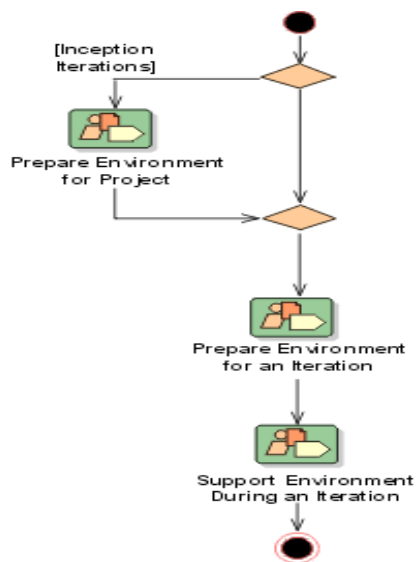 [Inception
Iterations]
Prepare Environment
for Project
Prepare Environment
for an Iteration
Support Environment
During an Iteration